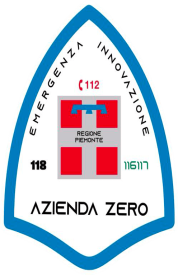 EMERGENZA INNOVAZIONE
112
REGIONE
PIEMONTE
118
116117
AZIENDA ZERO